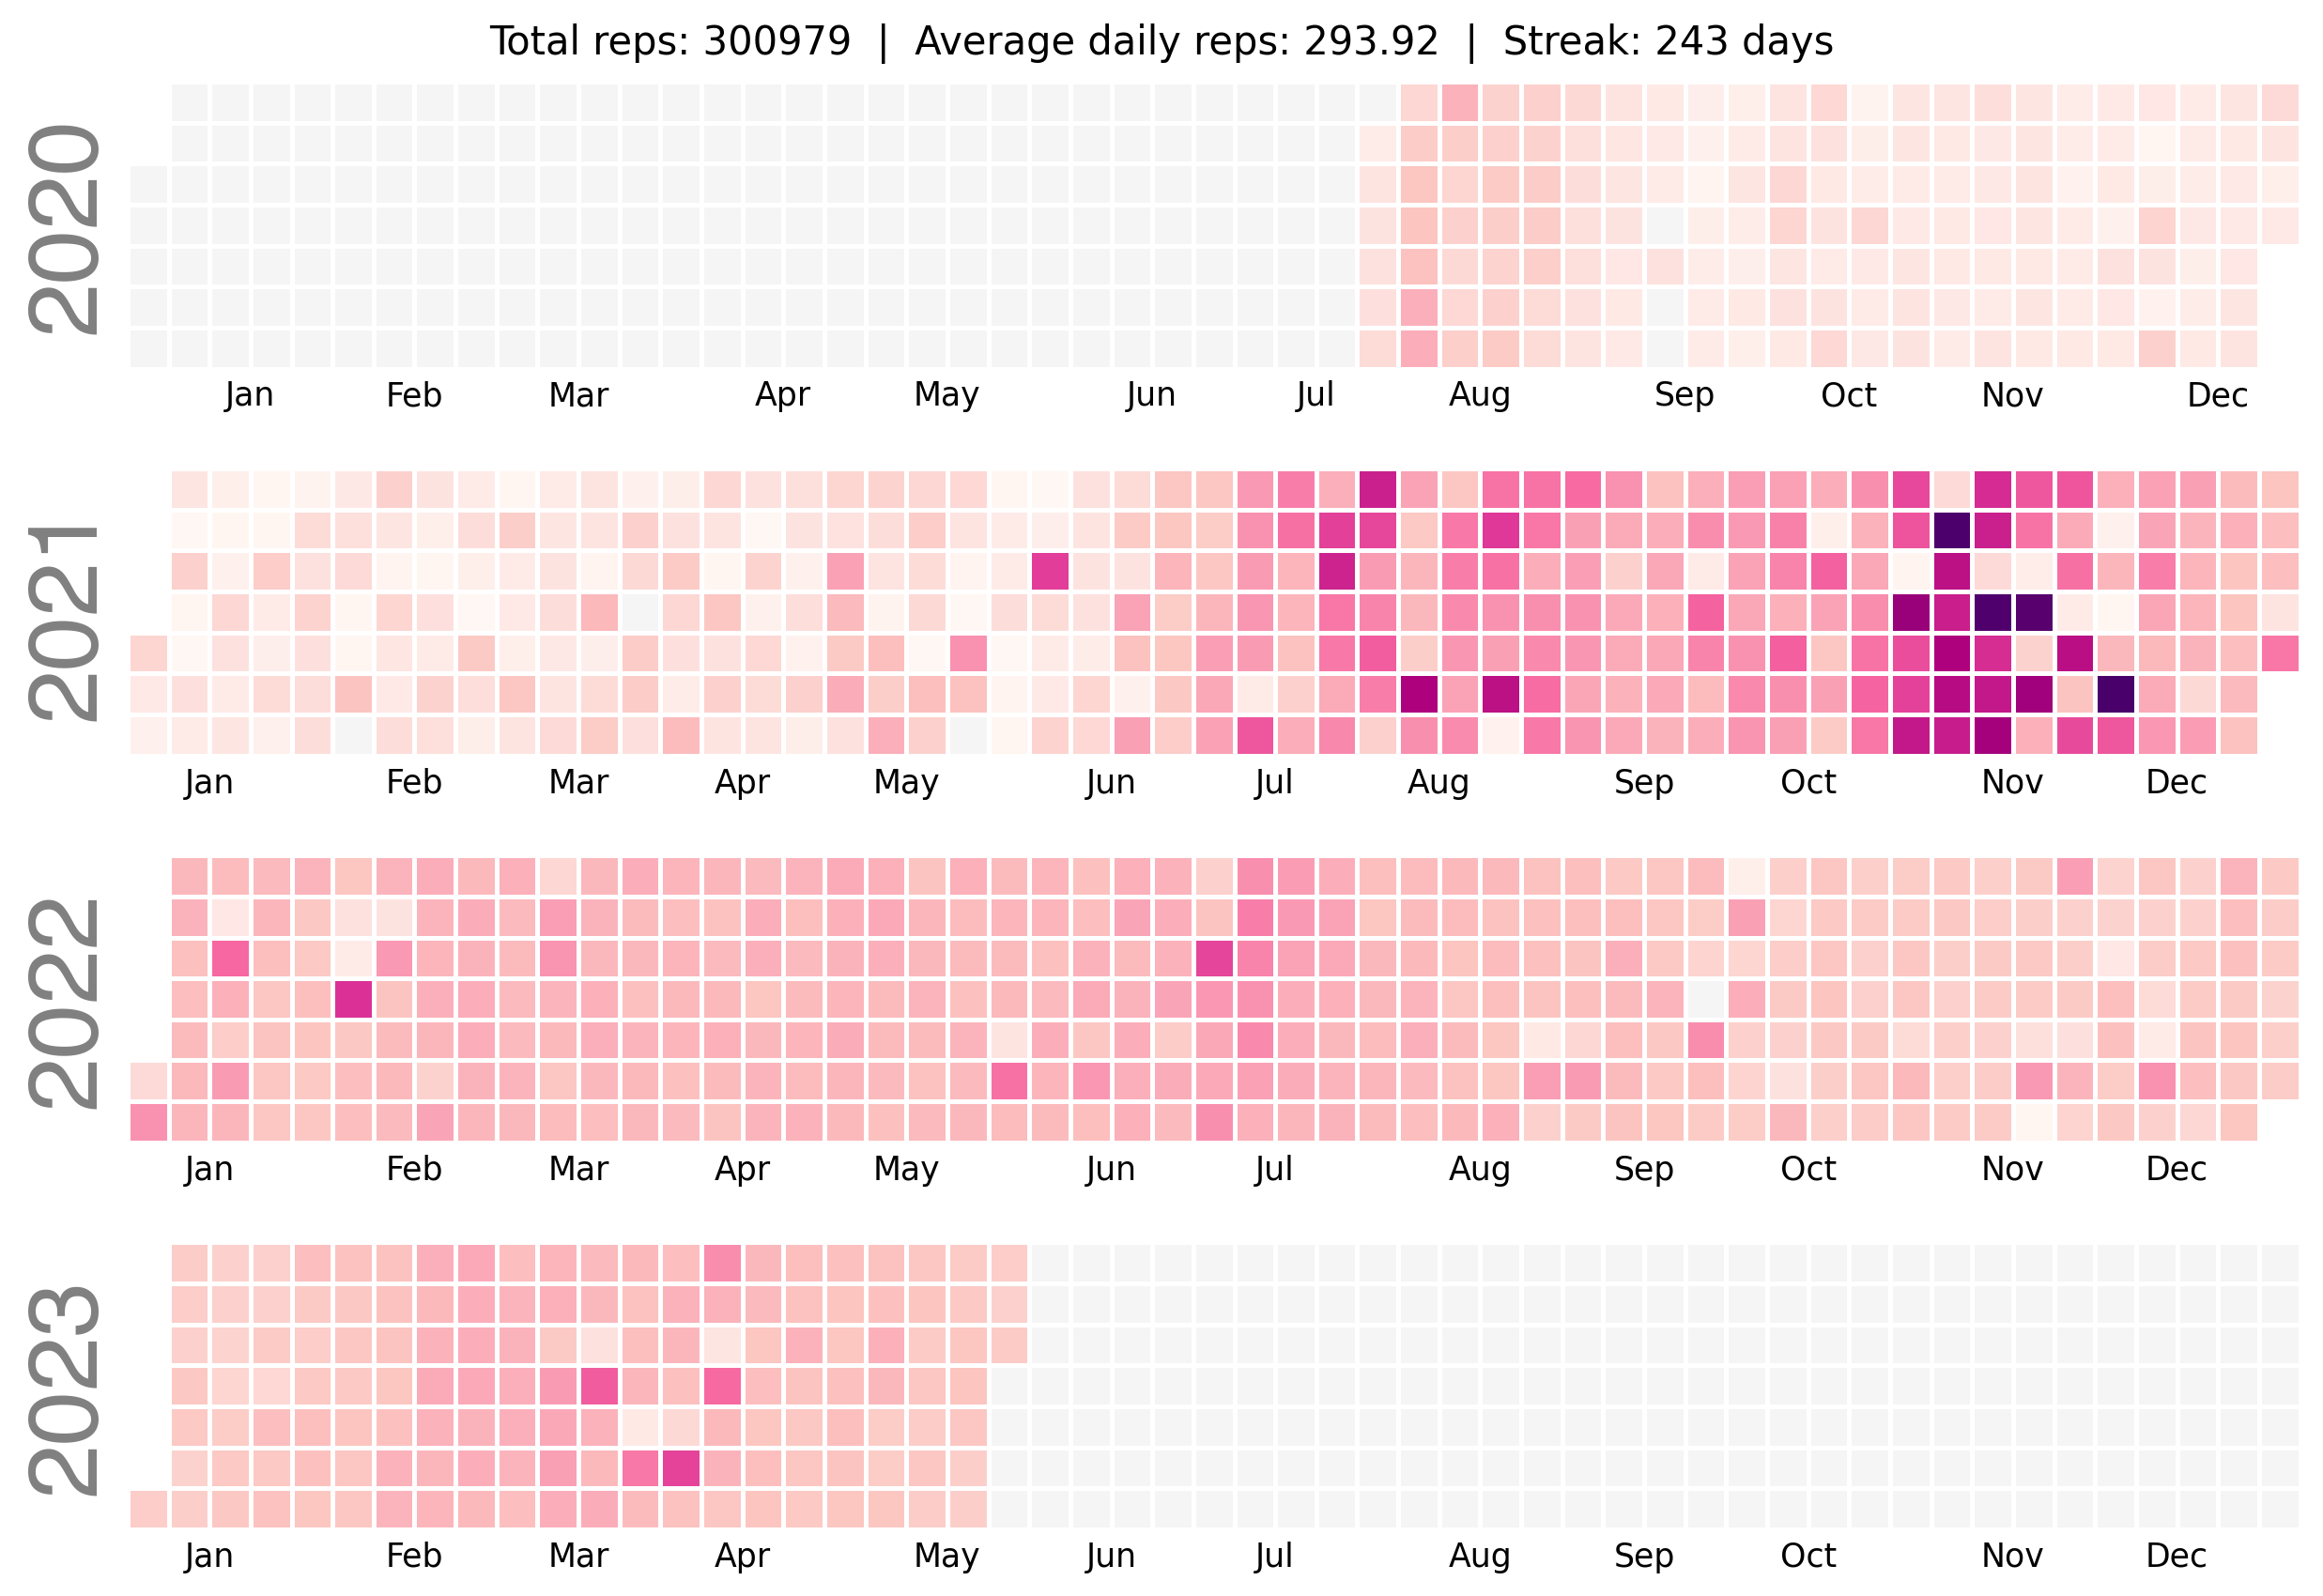 Total reps: 300979 | Average daily reps: 293.92 | Streak: 243 days
2020
Jan Feb Mar Apr May Jun Jul Aug Sep Oct Nov Dec
2021
Jan Feb Mar Apr May Jun Jul Aug Sep Oct Nov Dec
2022
Jan Feb Mar Apr May Jun Jul Aug Sep Oct Nov Dec
2023
Jan Feb Mar Apr May Jun Jul Aug Sep Oct Nov Dec